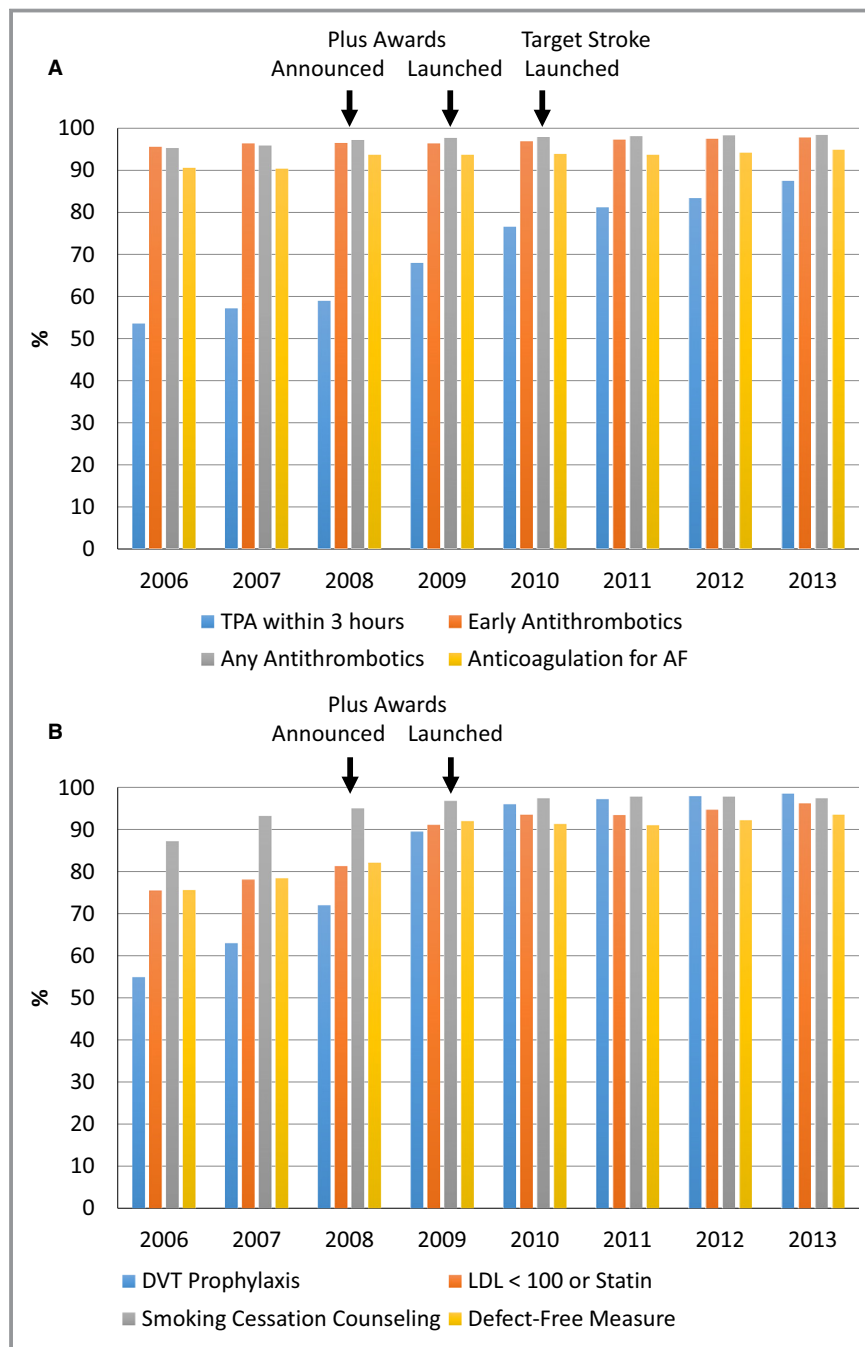 A
Plus Awards
Target Stroke
Announced
Launched
Launched
100
90
80
70
60
50
40
30
20
10
0
%
2006 2007 2008 2009 2010 2011 2012 2013
TPA within 3 hours
Early Antithrombotics
Any Antithrombotics
Anticoagulation for AF
B
Plus Awards
Announced
Launched
100
90
80
70
60
50
40
30
20
10
0
%
2006 2007 2008 2009 2010 2011 2012 2013
DVT Prophylaxis
LDL < 100 or Statin
Smoking Cessation Counseling
Defect-Free Measure